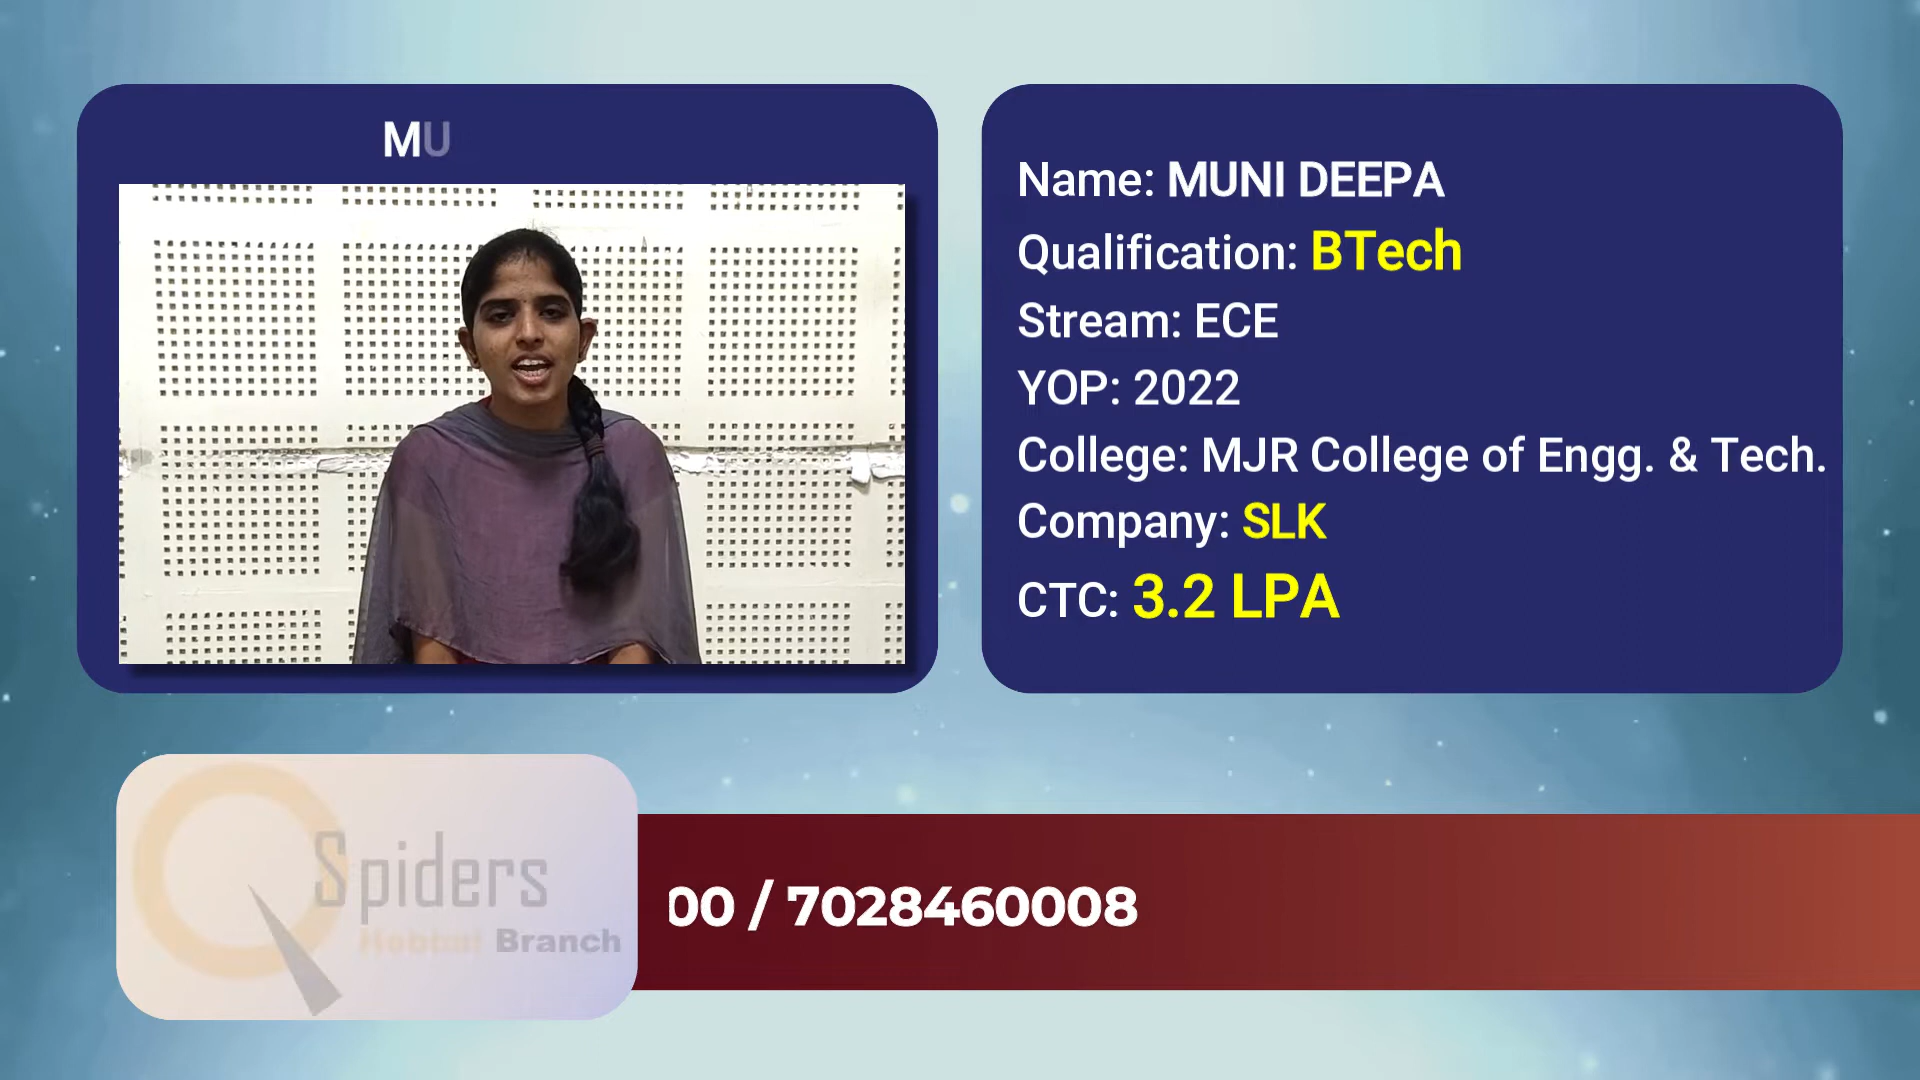 MU
Name: MUNI DEEPA
Qualification: BTech
Stream: ECE
YOP: 2022
College: MJR College of Engg. & Tech.
Company: SLK
CTC: 3.2 LPA
Spiders
Hebbal Branch
00 / 7028460008